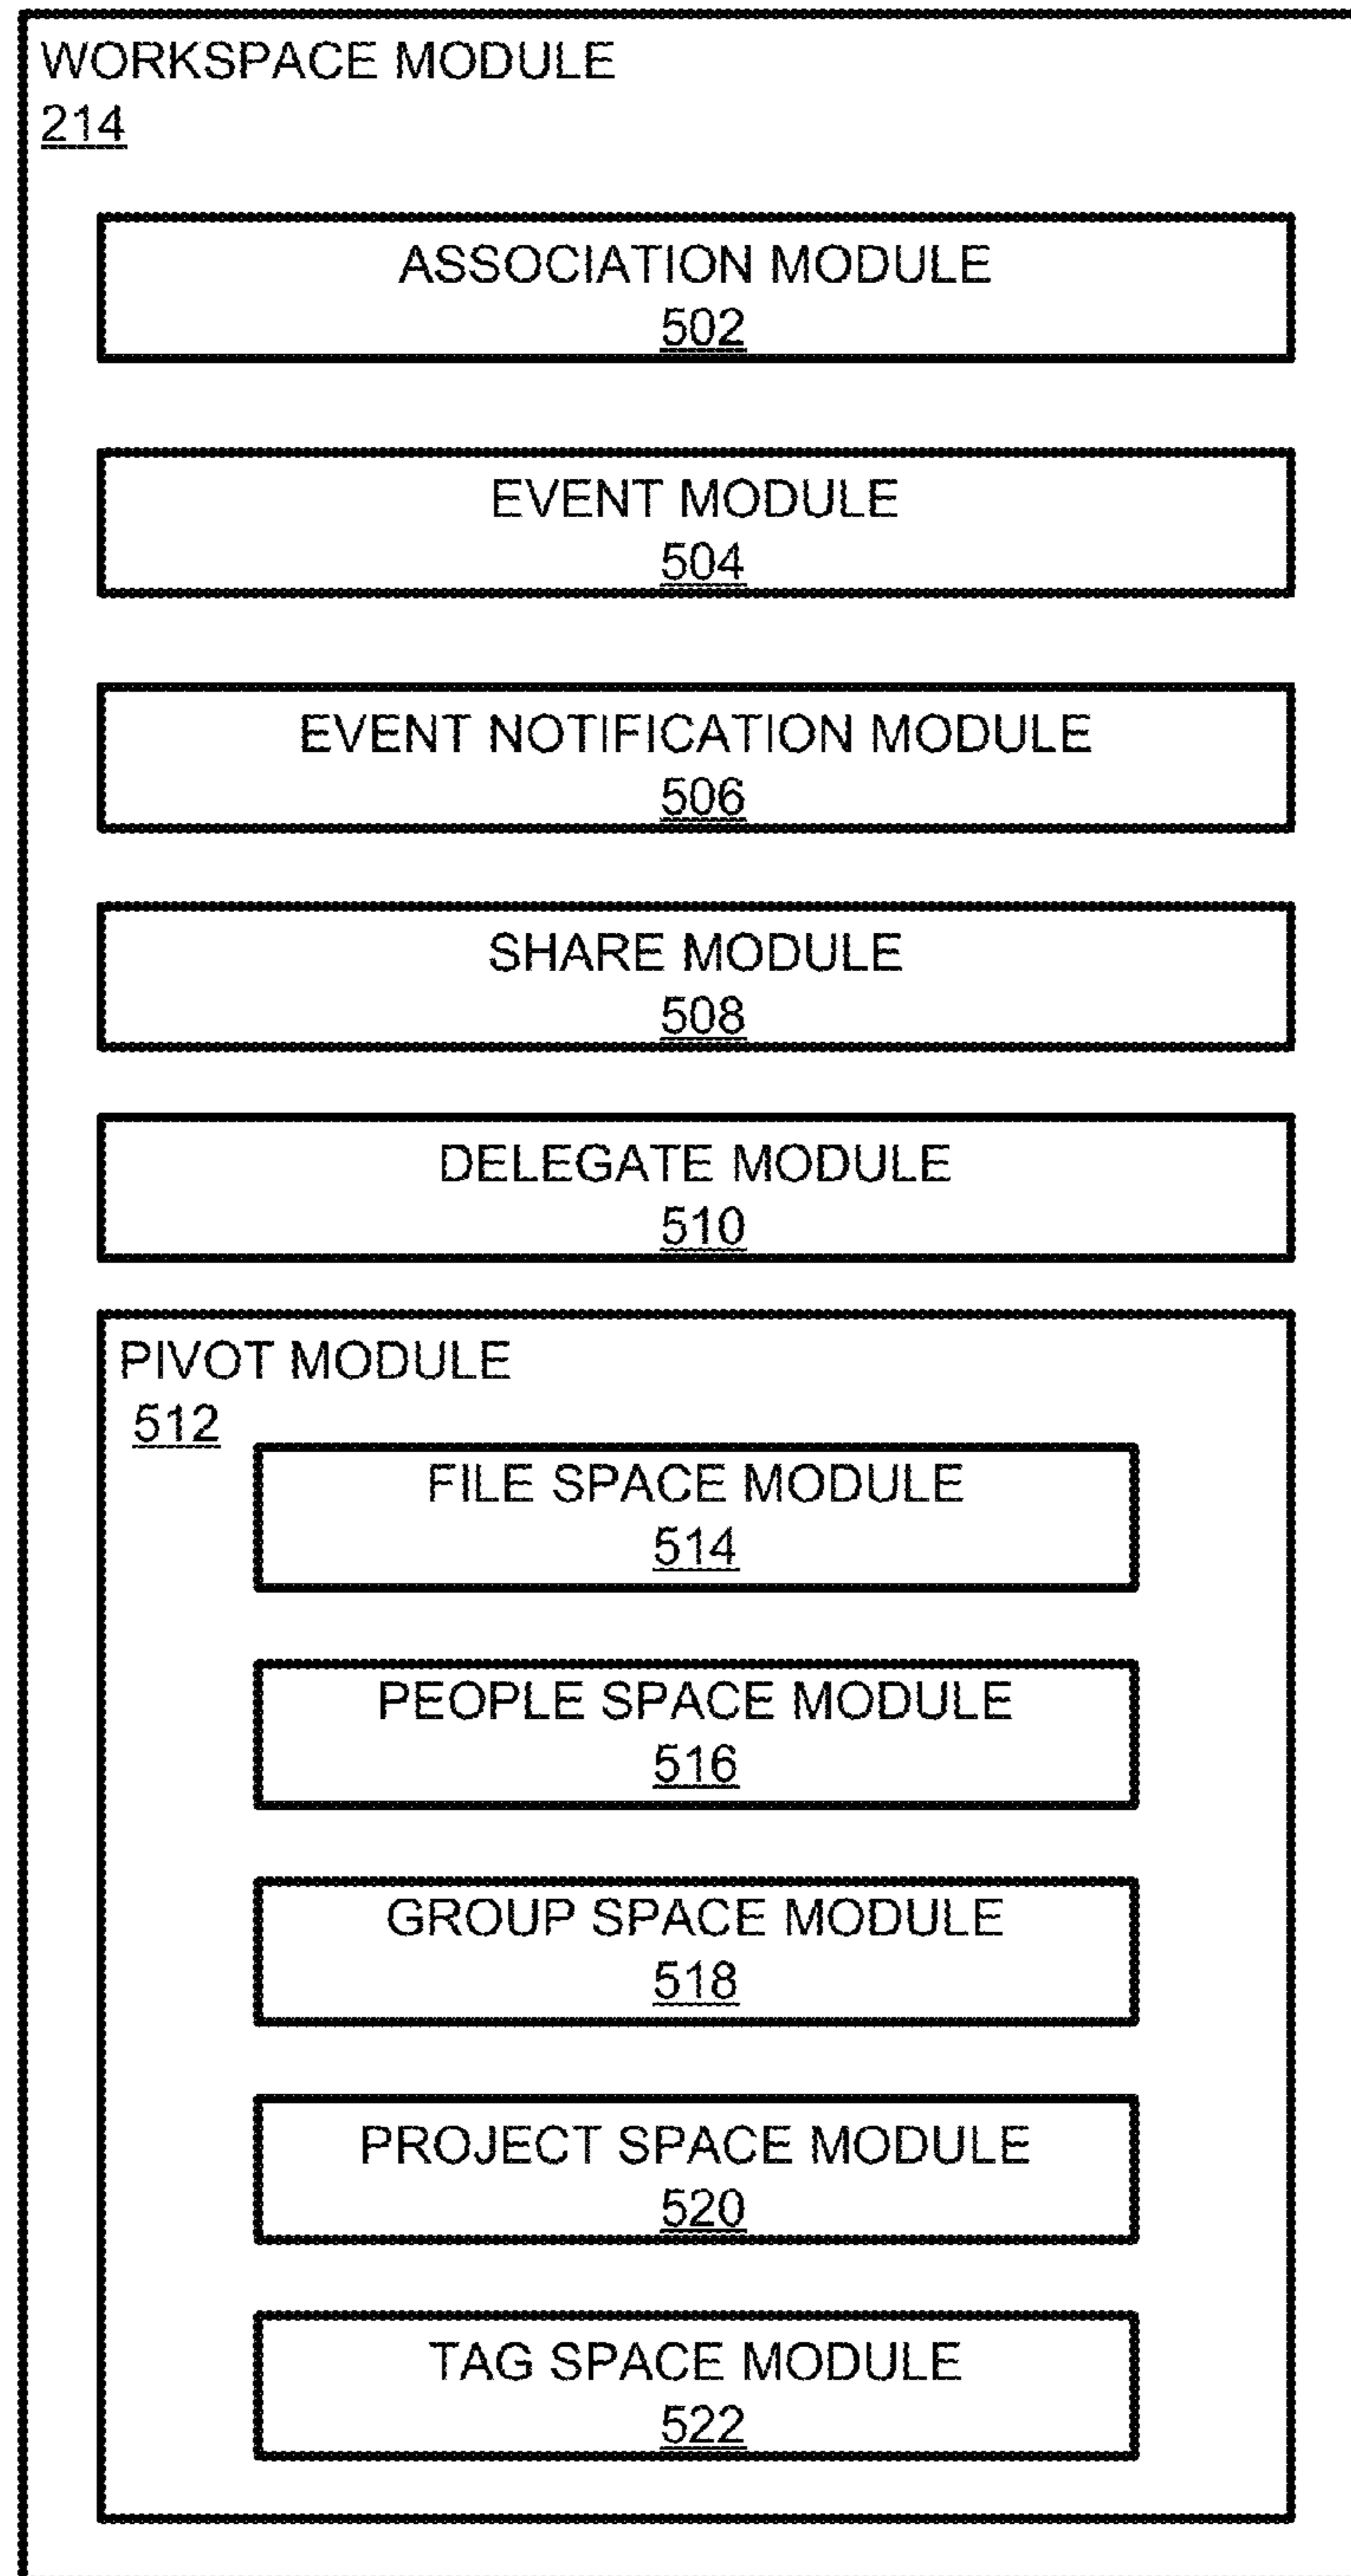 WORKSPACE MODULE
214
ASSOCIATION MODULE
502
EVENT MODULE
504
EVENT NOTIFICATION MODULE
506
SHARE MODULE
508
DELEGATE MODULE
510
PIVOT MODULE
512
FILE SPACE MODULE
514
PEOPLE SPACE MODULE
516
GROUP SPACE MODULE
518
PROJECT SPACE MODULE
520
TAG SPACE MODULE
522